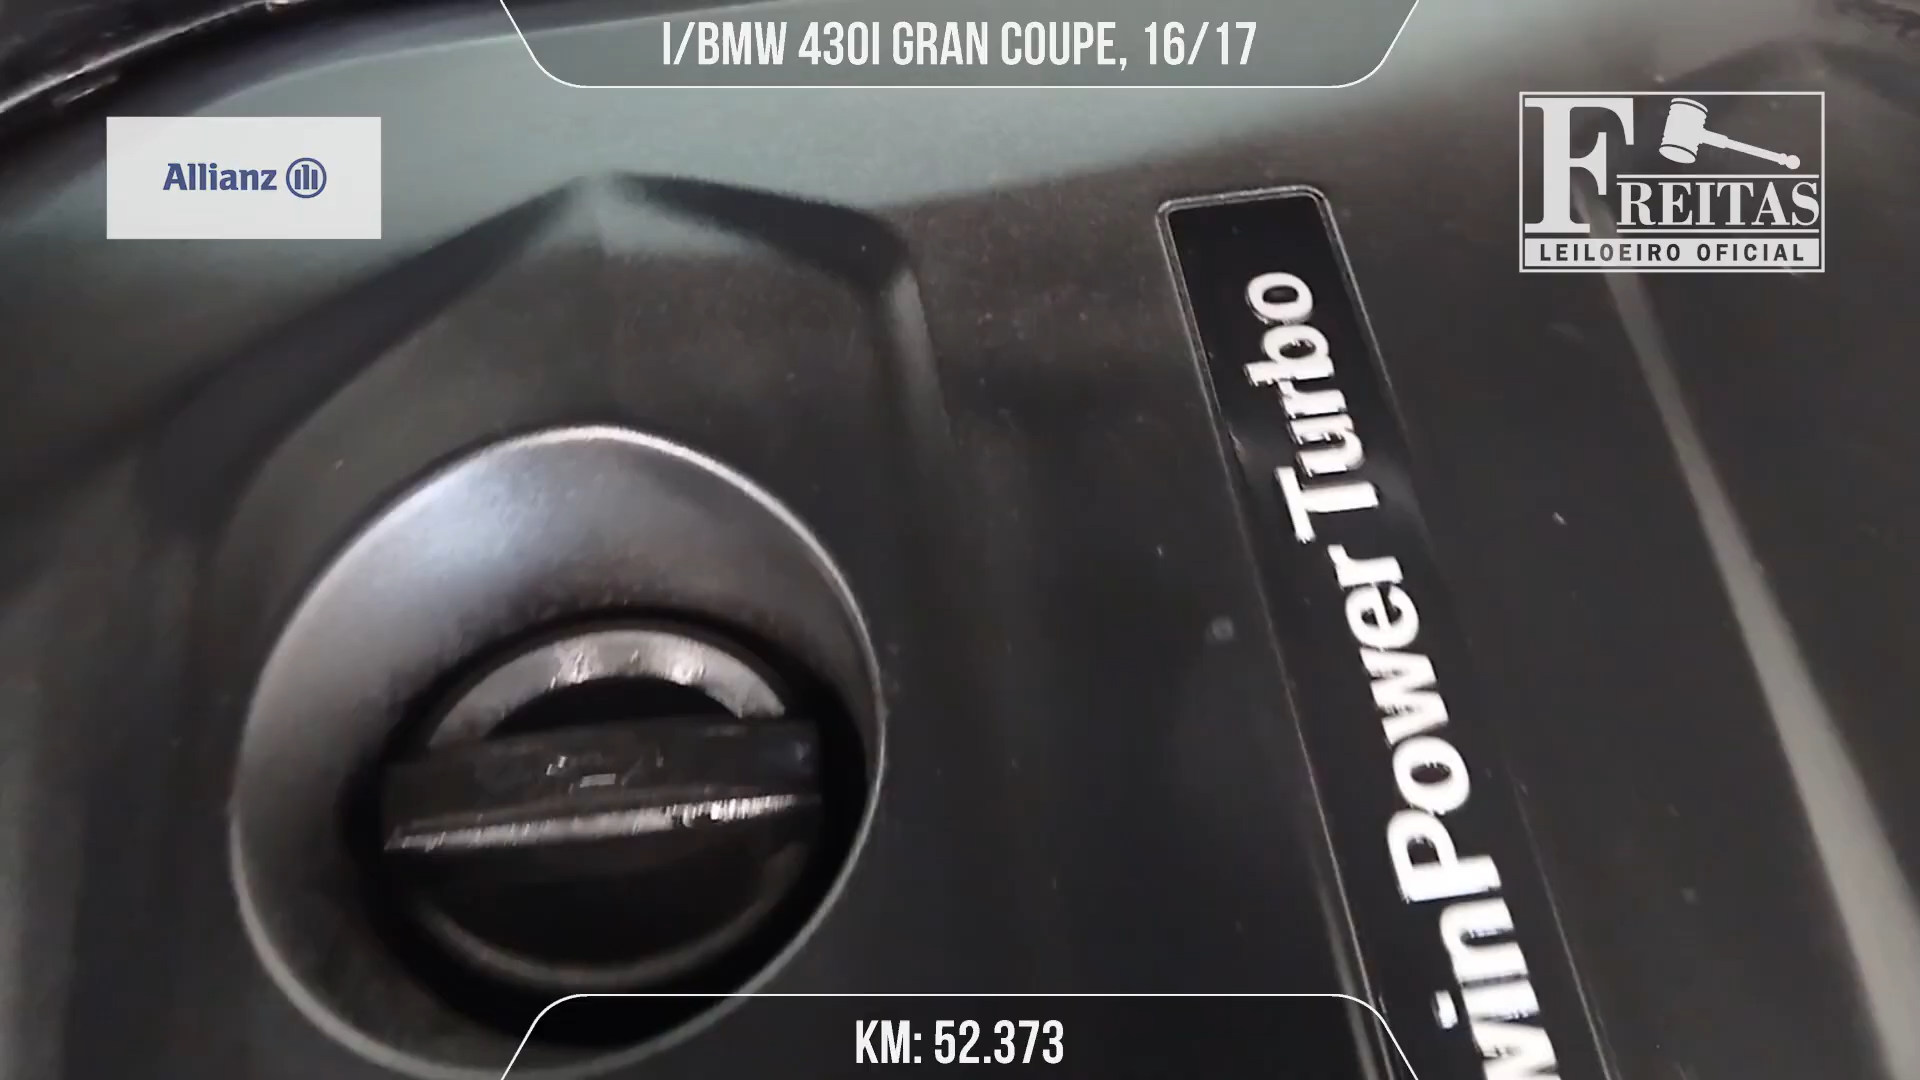 I/BMW 430I GRAN COUPE, 16/17
Allianz
FREITAS
LEILOEIRO OFICIAL
winPower Turbo
KM: 52.373